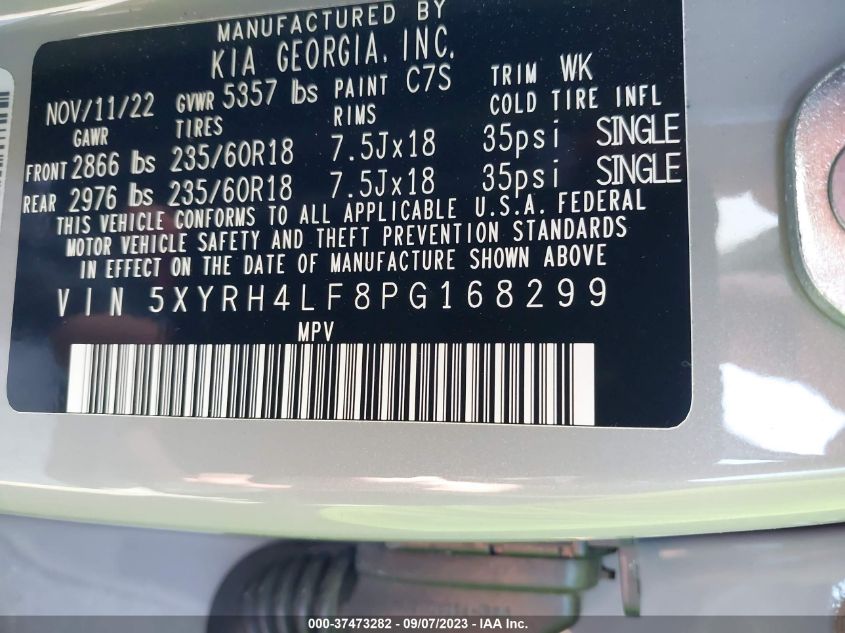 MANUFACTURED BY
KIA GEORGIA, INC.
NOV/11/22 GVWR 5357 lbs PAINT C7S TRIM WK
GAWR TIRES RIMS COLD TIRE INFL
FRONT 2866 lbs 235/60R18 7.5Jx18 35psi SINGLE
REAR 2976 lbs 235/60R18 7.5Jx18 35psi SINGLE
THIS VEHICLE CONFORMS TO ALL APPLICABLE U.S.A. FEDERAL
MOTOR VEHICLE SAFETY AND THEFT PREVENTION STANDARDS
IN EFFECT ON THE DATE OF MANUFACTURE SHOWN ABOVE
VIN 5XYRH4LF8PG168299
MPV
000-37473282 - 09/07/2023 - IAA Inc.